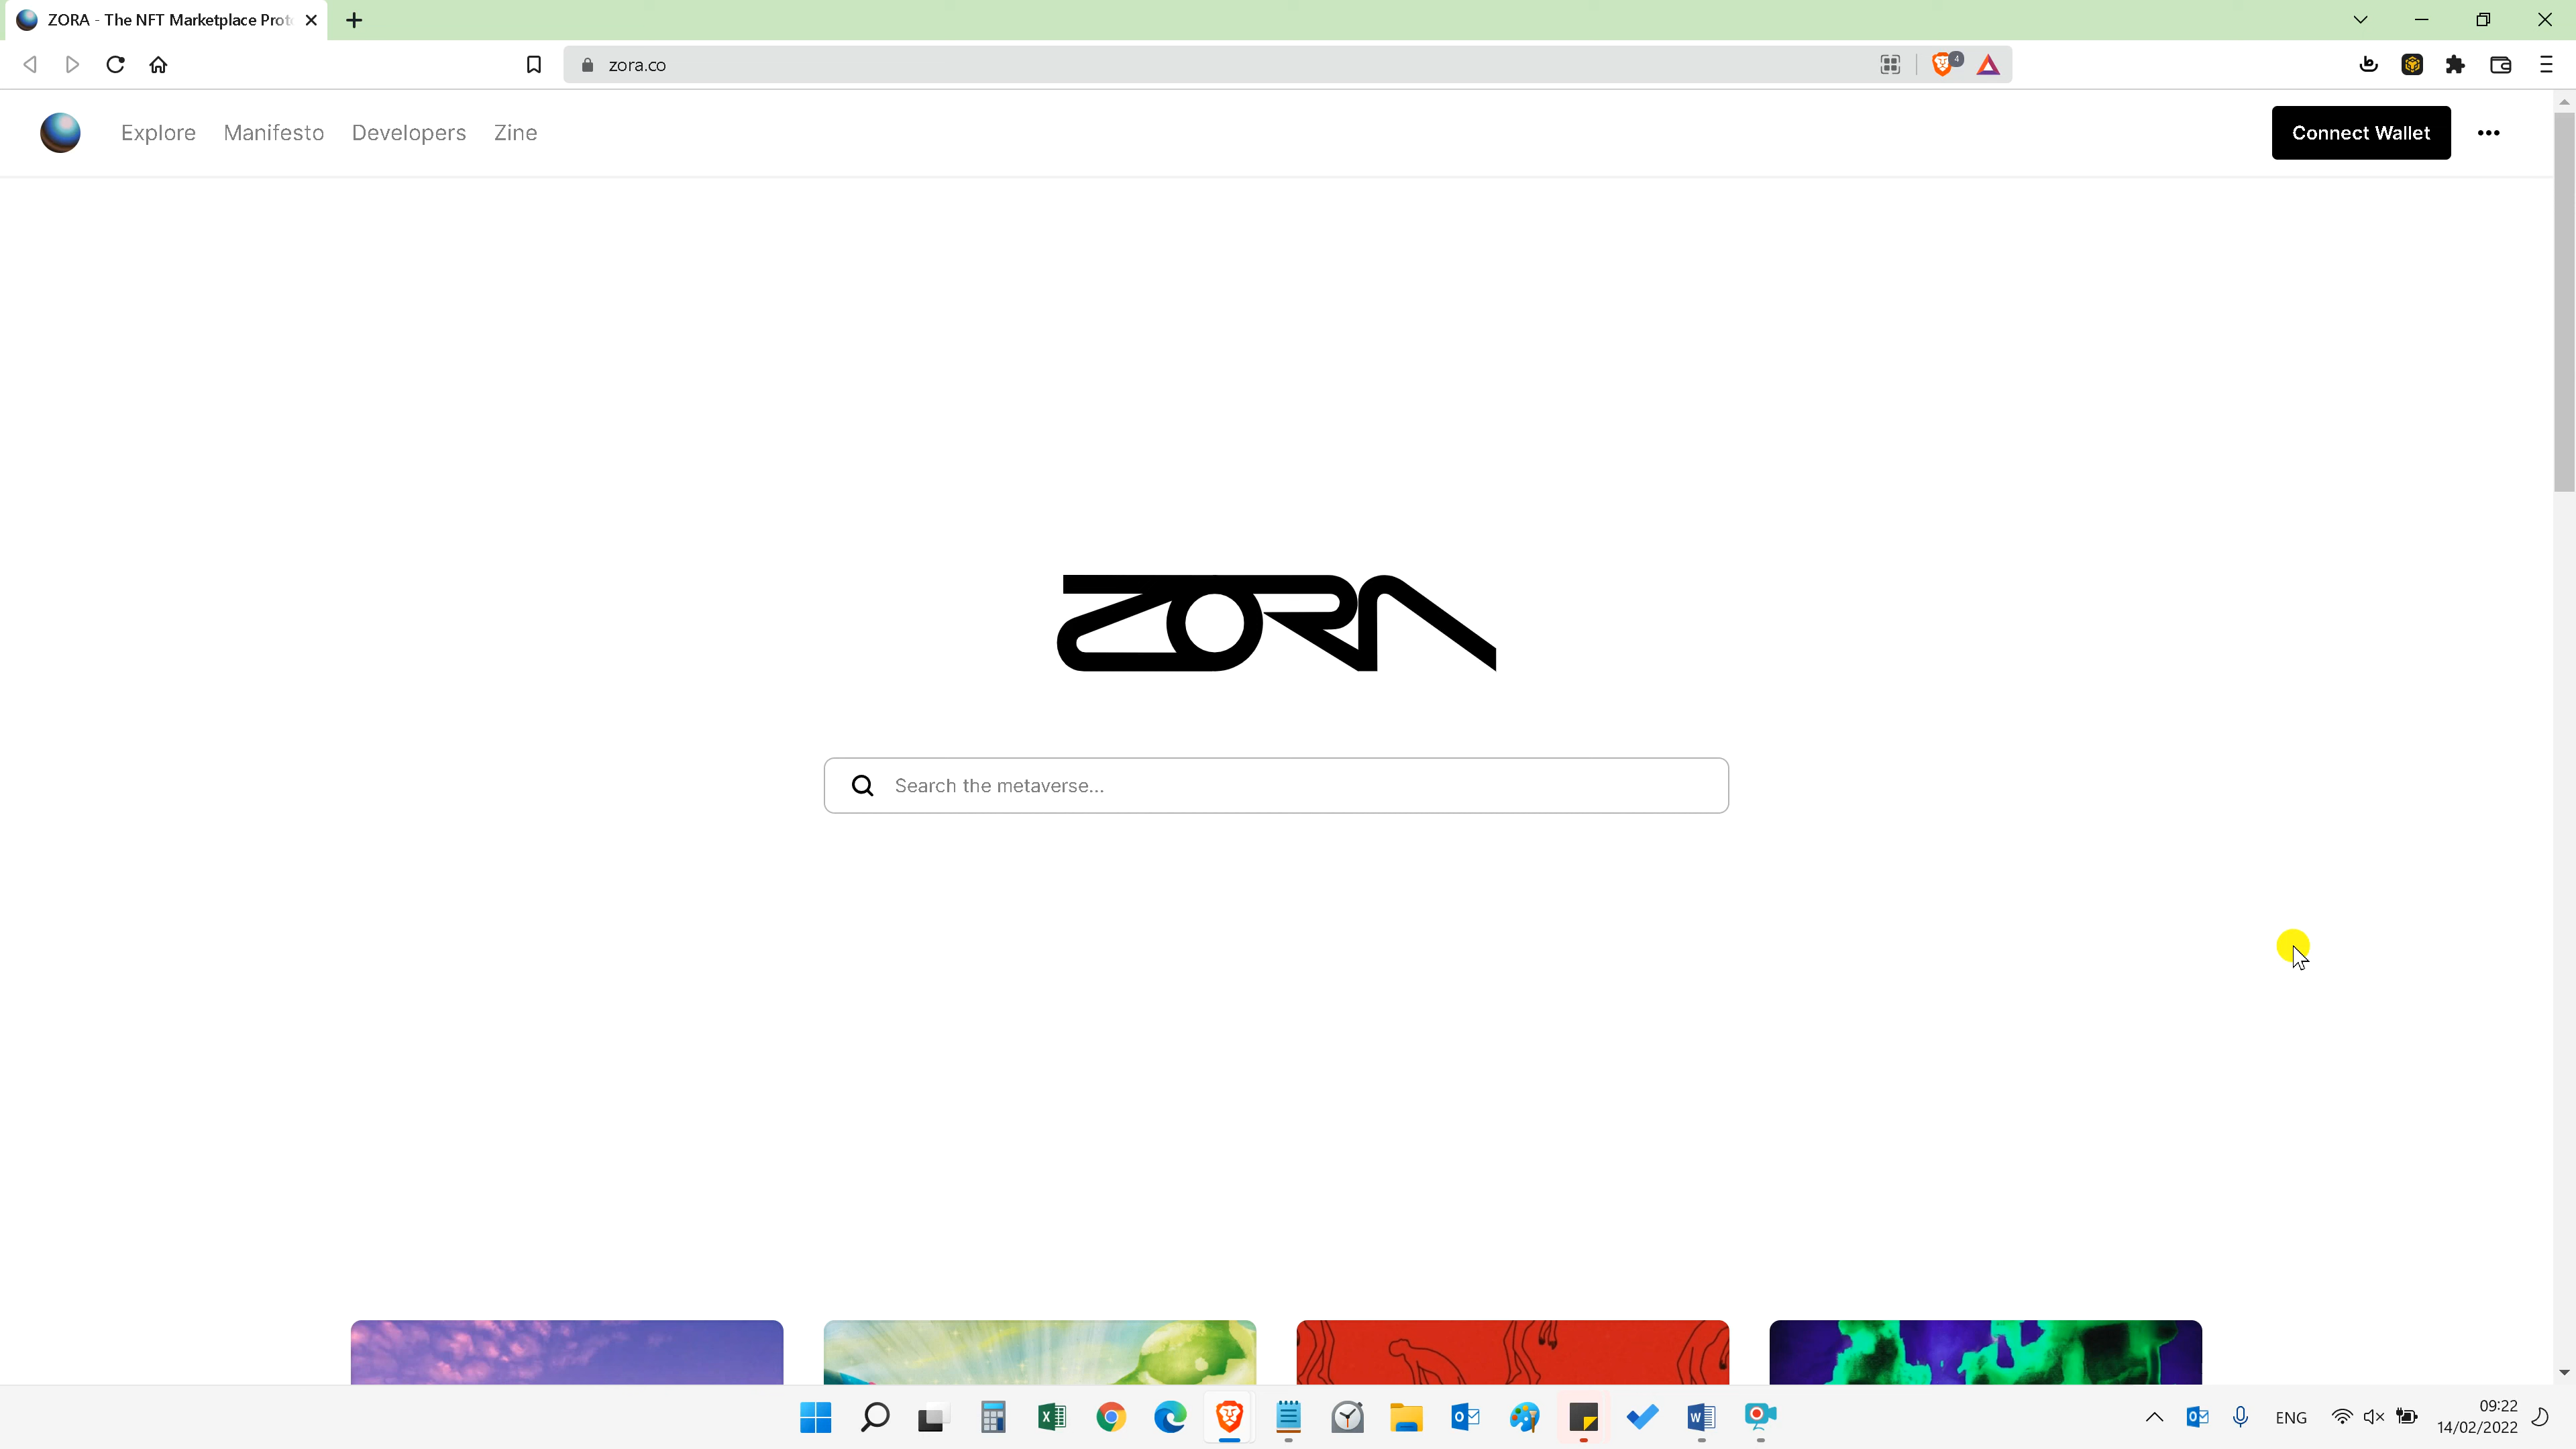 ZORA - The NFT Marketplace Prot
zora.co
4
Explore Manifesto Developers Zine
Connect Wallet
ZORA
Search the metaverse...
ENG
09:22
14/02/2022